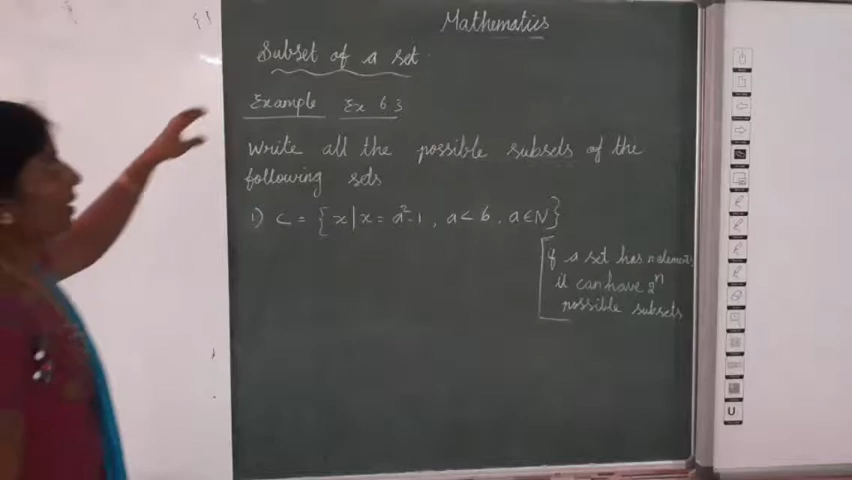 Mathematics
Subset of a set
Example Ex 6.3
Write all the possible subsets of the
following sets
1) C = {x | x = a²-1, a < 6, a ∈ N}
if a set has n elements
it can have 2ⁿ
possible subsets
U